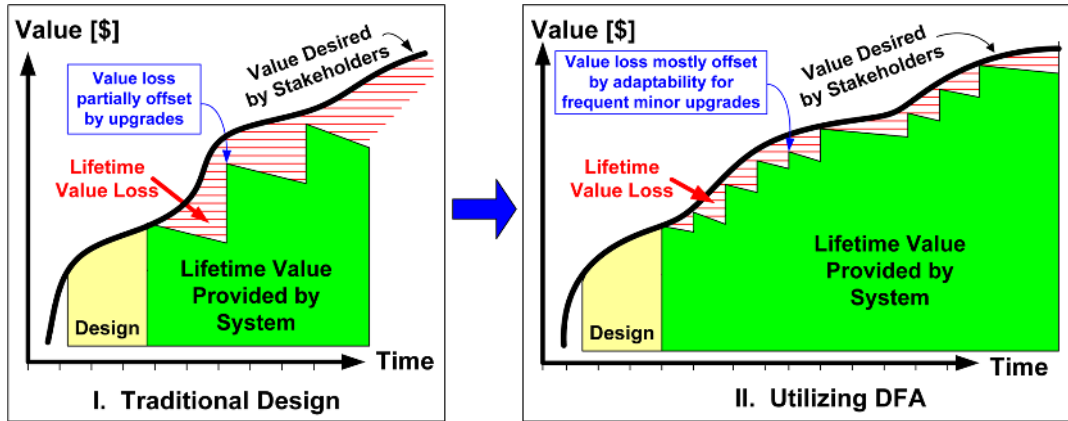 Value [$]
Value loss
partially offset
by upgrades
Value Desired
by Stakeholders
Lifetime
Value Loss
Lifetime Value
Provided by
System
Design
Time
I. Traditional Design
Value [$]
Value loss mostly offset
by adaptability for
frequent minor upgrades
Value Desired
by Stakeholders
Lifetime
Value Loss
Lifetime Value
Provided by
System
Design
Time
II. Utilizing DFA